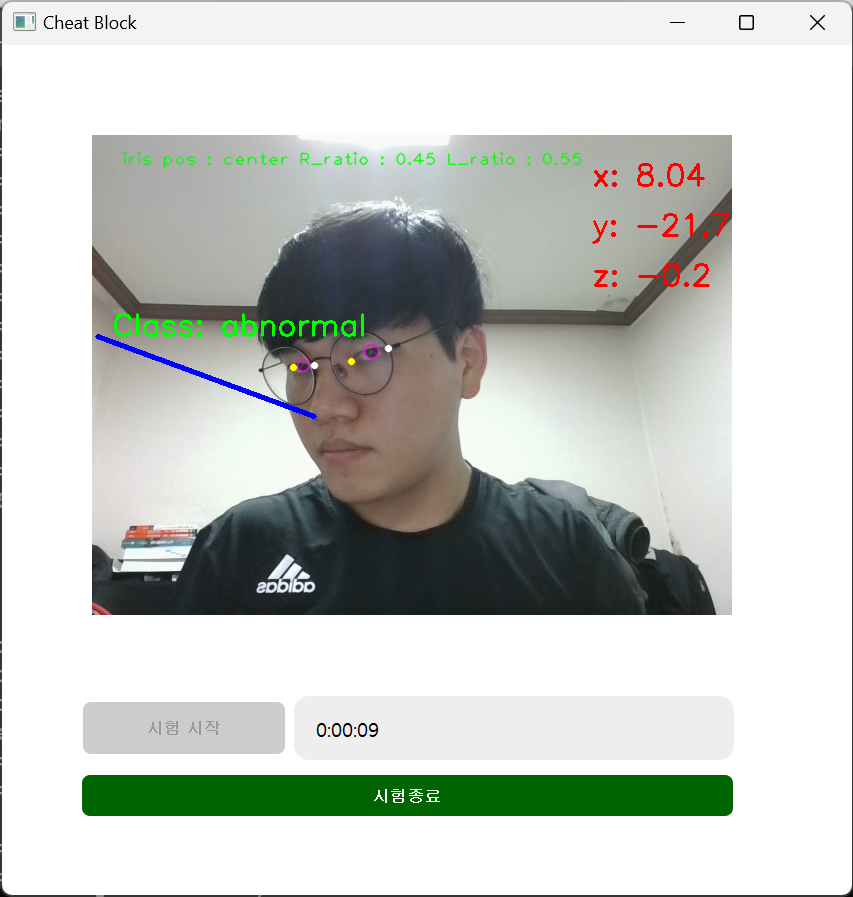 Cheat Block
iris pos : center R_ratio : 0.45 L_ratio : 0.55
x: 8.04
y: -21.7
z: -0.2
Class: abnormal
adidas
시험 시작
0:00:09
시험종료